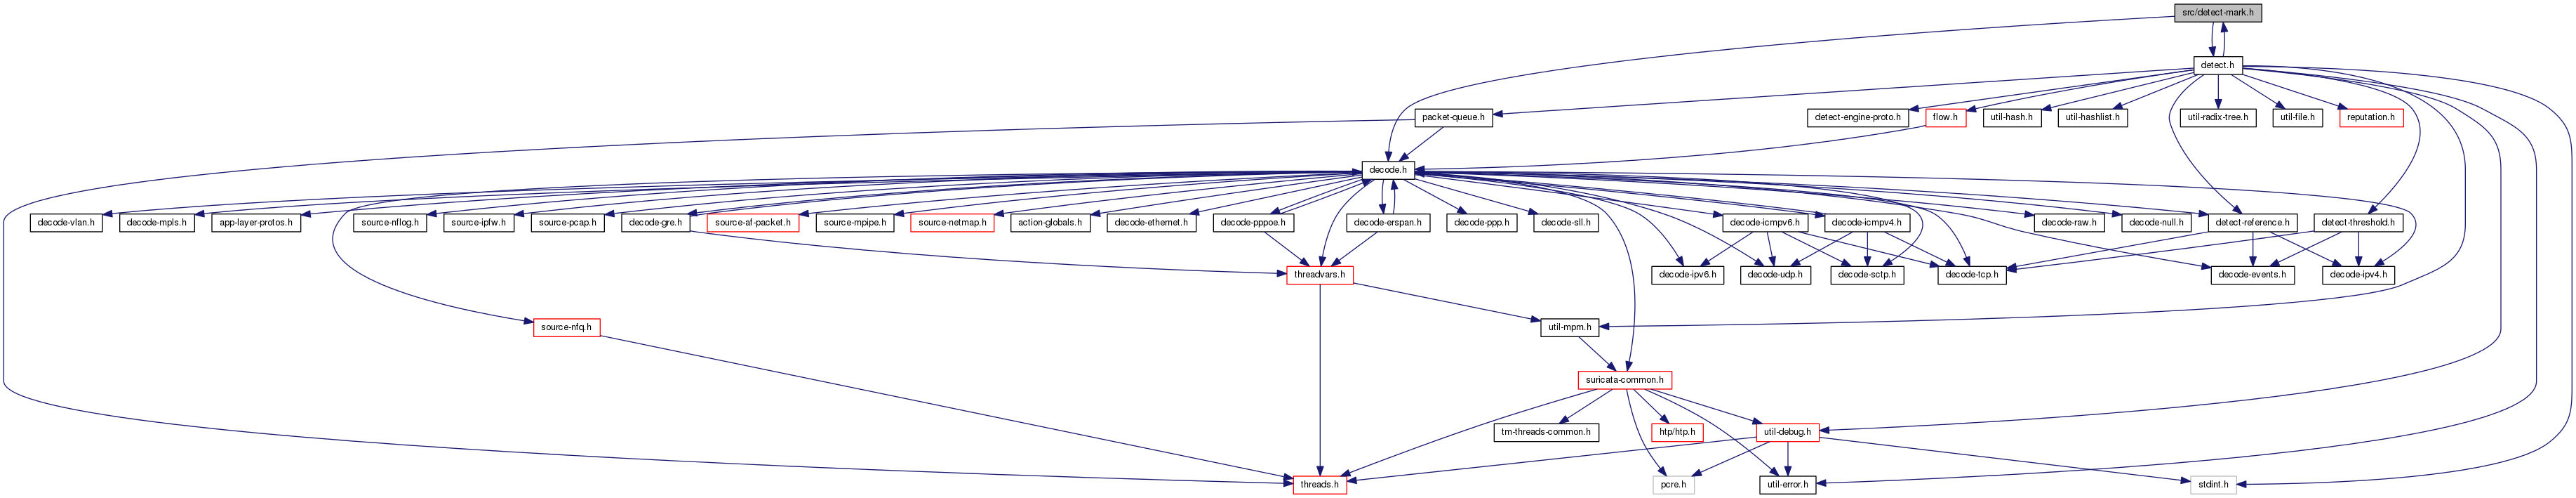 src/detect-mark.h
detect.h
packet-queue.h
detect-engine-proto.h
flow.h
util-hash.h
util-hashlist.h
util-radix-tree.h
util-file.h
reputation.h
decode.h
decode-vlan.h
decode-mpls.h
app-layer-protos.h
source-nflog.h
source-ipfw.h
source-pcap.h
decode-gre.h
source-af-packet.h
source-mpipe.h
source-netmap.h
action-globals.h
decode-ethernet.h
decode-pppoe.h
decode-erspan.h
decode-ppp.h
decode-sll.h
decode-icmpv6.h
decode-icmpv4.h
decode-raw.h
decode-null.h
detect-reference.h
detect-threshold.h
threadvars.h
decode-ipv6.h
decode-udp.h
decode-sctp.h
decode-tcp.h
decode-events.h
decode-ipv4.h
source-nfq.h
util-mpm.h
suricata-common.h
tm-threads-common.h
htp/htp.h
util-debug.h
threads.h
pcre.h
util-error.h
stdint.h